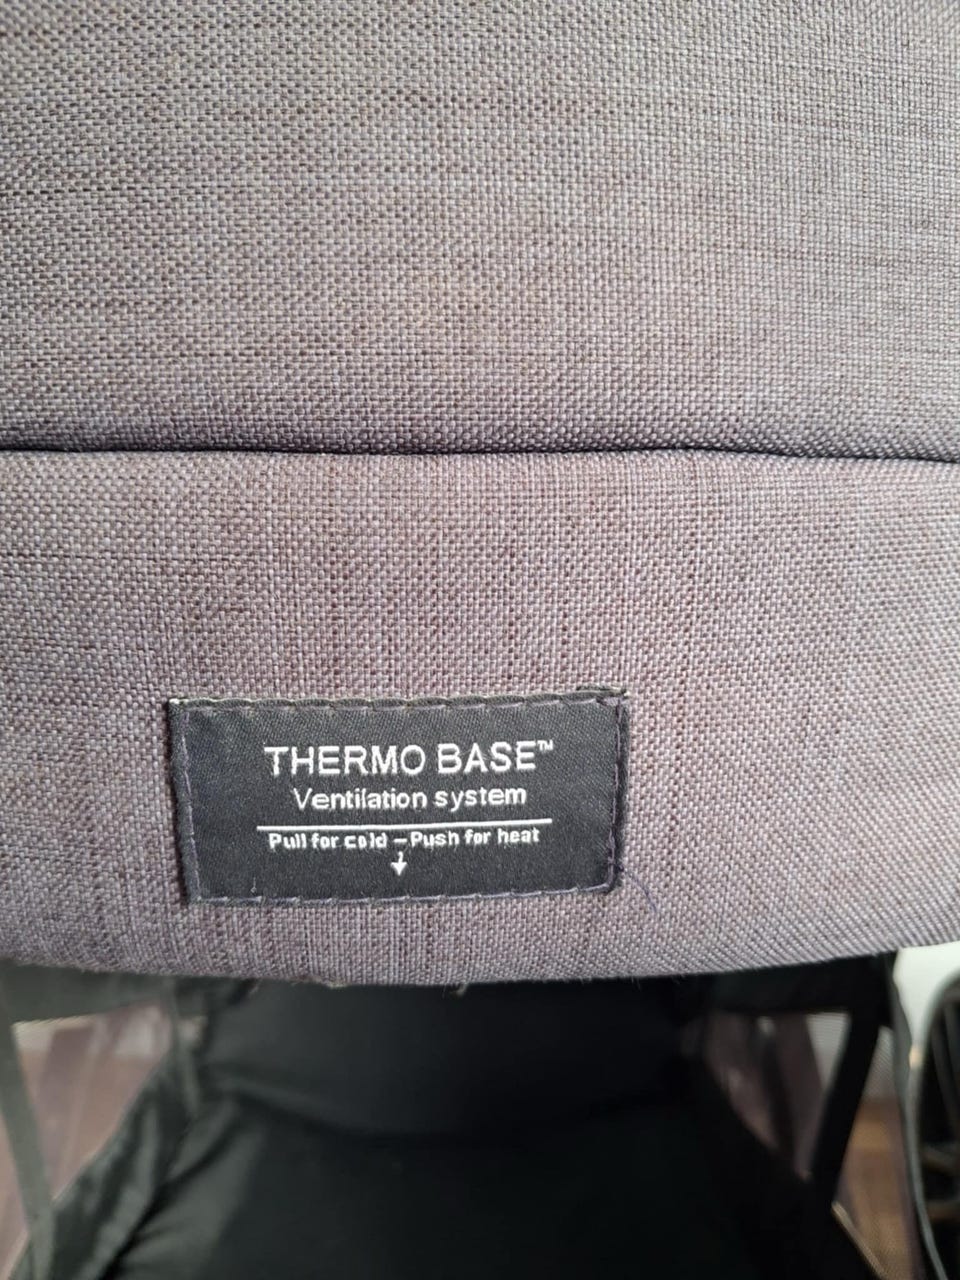 THERMO BASE™
Ventilation system
Pull for cold – Push for heat